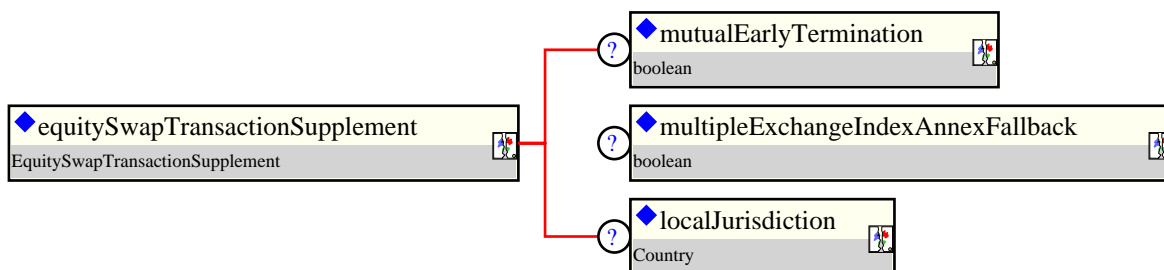 ?
mutualEarlyTermination
boolean
equitySwapTransactionSupplement
EquitySwapTransactionSupplement
?
multipleExchangeIndexAnnexFallback
boolean
?
localJurisdiction
Country